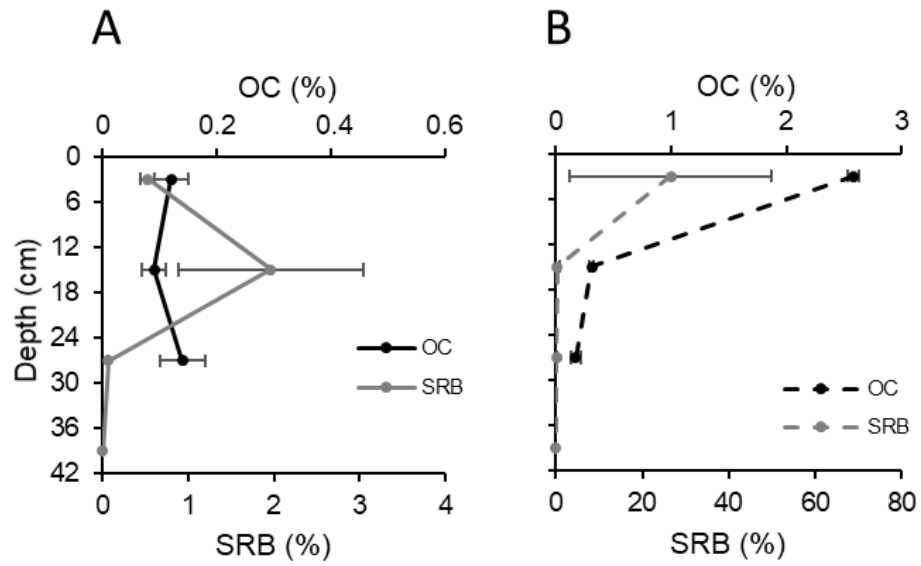 A
B
OC (%)
OC (%)
0 0.2 0.4 0.6
0 1 2 3
0
6
12
18
24
30
36
42
Depth (cm)
OC
SRB
OC
SRB
0 1 2 3 4
0 20 40 60 80
SRB (%)
SRB (%)